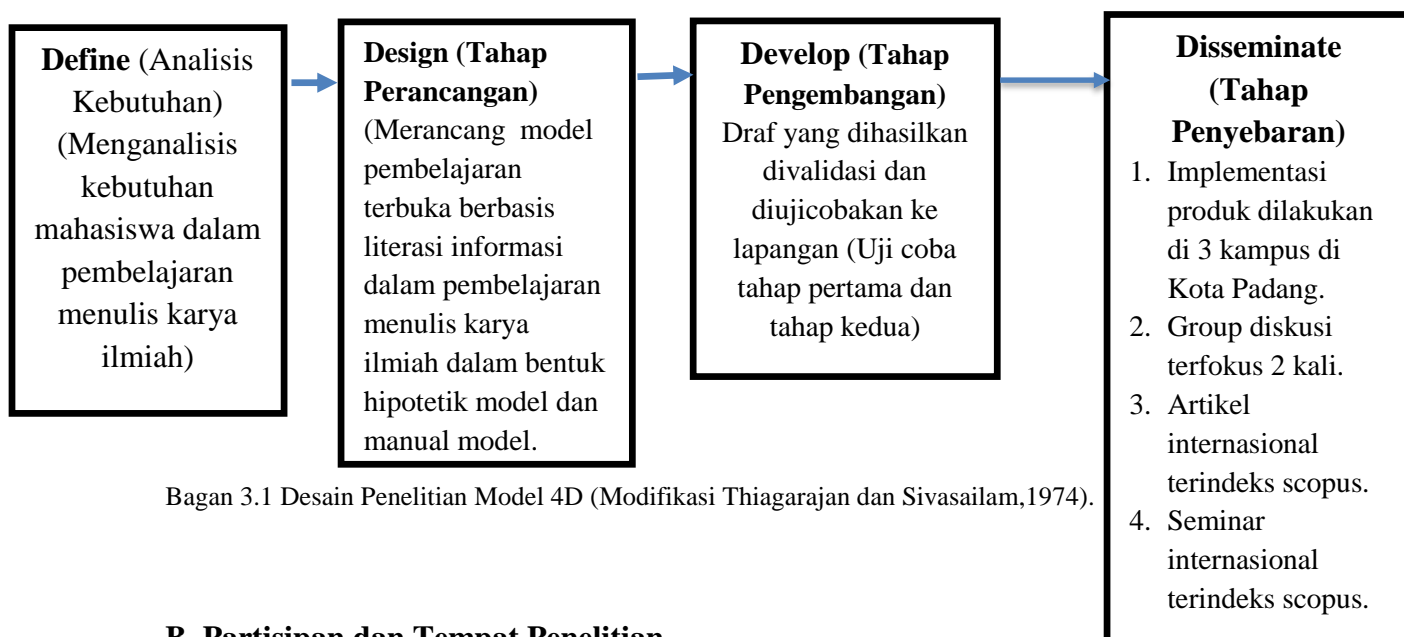 Define (Analisis
Kebutuhan)
(Menganalisis
kebutuhan
mahasiswa dalam
pembelajaran
menulis karya
ilmiah)
Design (Tahap
Perancangan)
(Merancang model
pembelajaran
terbuka berbasis
literasi informasi
dalam pembelajaran
menulis karya
ilmiah dalam bentuk
hipotetik model dan
manual model.
Develop (Tahap
Pengembangan)
Draf yang dihasilkan
divalidasi dan
diujicobakan ke
lapangan (Uji coba
tahap pertama dan
tahap kedua)
Disseminate
(Tahap
Penyebaran)
1. Implementasi
produk dilakukan
di 3 kampus di
Kota Padang.
2. Group diskusi
terfokus 2 kali.
3. Artikel
internasional
terindeks scopus.
4. Seminar
internasional
terindeks scopus.
Bagan 3.1 Desain Penelitian Model 4D (Modifikasi Thiagarajan dan Sivasailam,1974).
B. Partisipan dan Tempat Penelitian